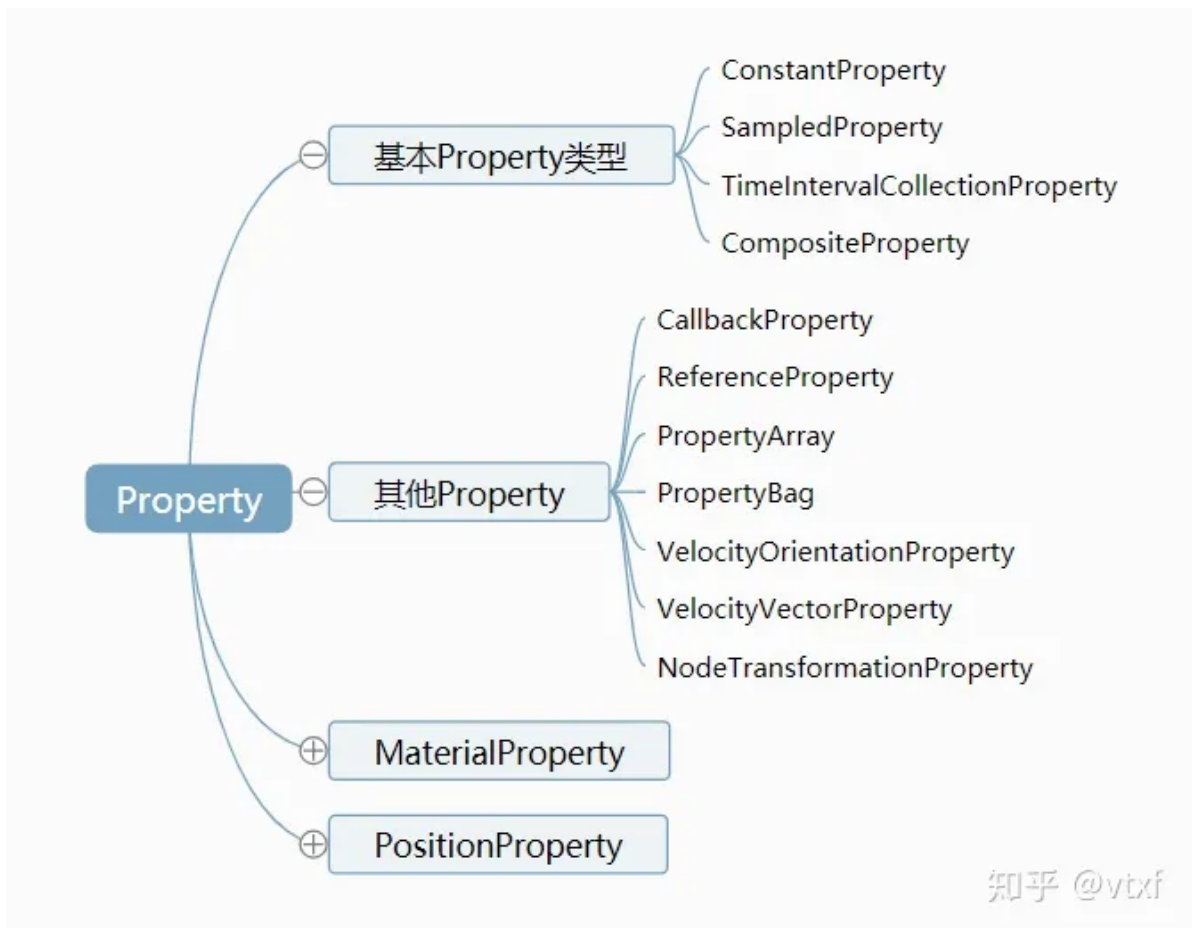 Property
基本Property类型
ConstantProperty
SampledProperty
TimeIntervalCollectionProperty
CompositeProperty
其他Property
CallbackProperty
ReferenceProperty
PropertyArray
PropertyBag
VelocityOrientationProperty
VelocityVectorProperty
NodeTransformationProperty
MaterialProperty
PositionProperty
知乎 @vtxf